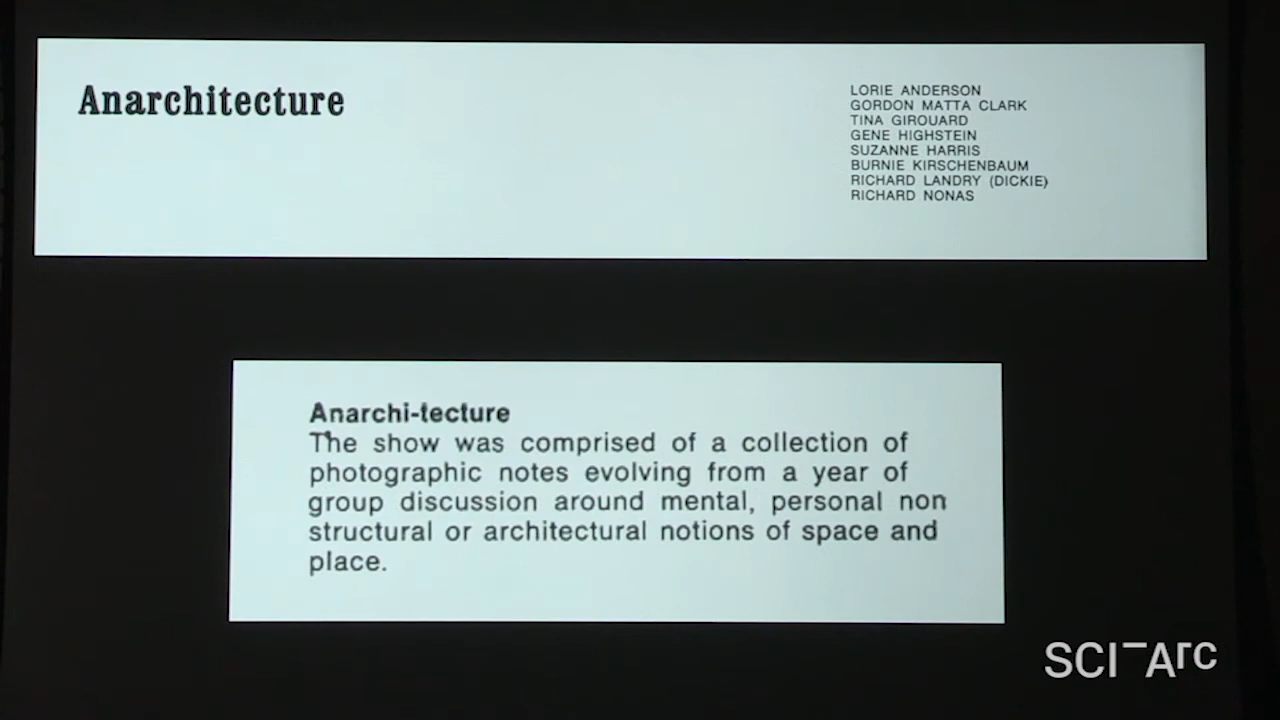 Anarchitecture
LORIE ANDERSON
GORDON MATTA CLARK
TINA GIROUARD
GENE HIGHSTEIN
SUZANNE HARRIS
BURNIE KIRSCHENBAUM
RICHARD LANDRY (DICKIE)
RICHARD NONAS
Anarchi-tecture
The show was comprised of a collection of
photographic notes evolving from a year of
group discussion around mental, personal non
structural or architectural notions of space and
place.
SCI-Arc